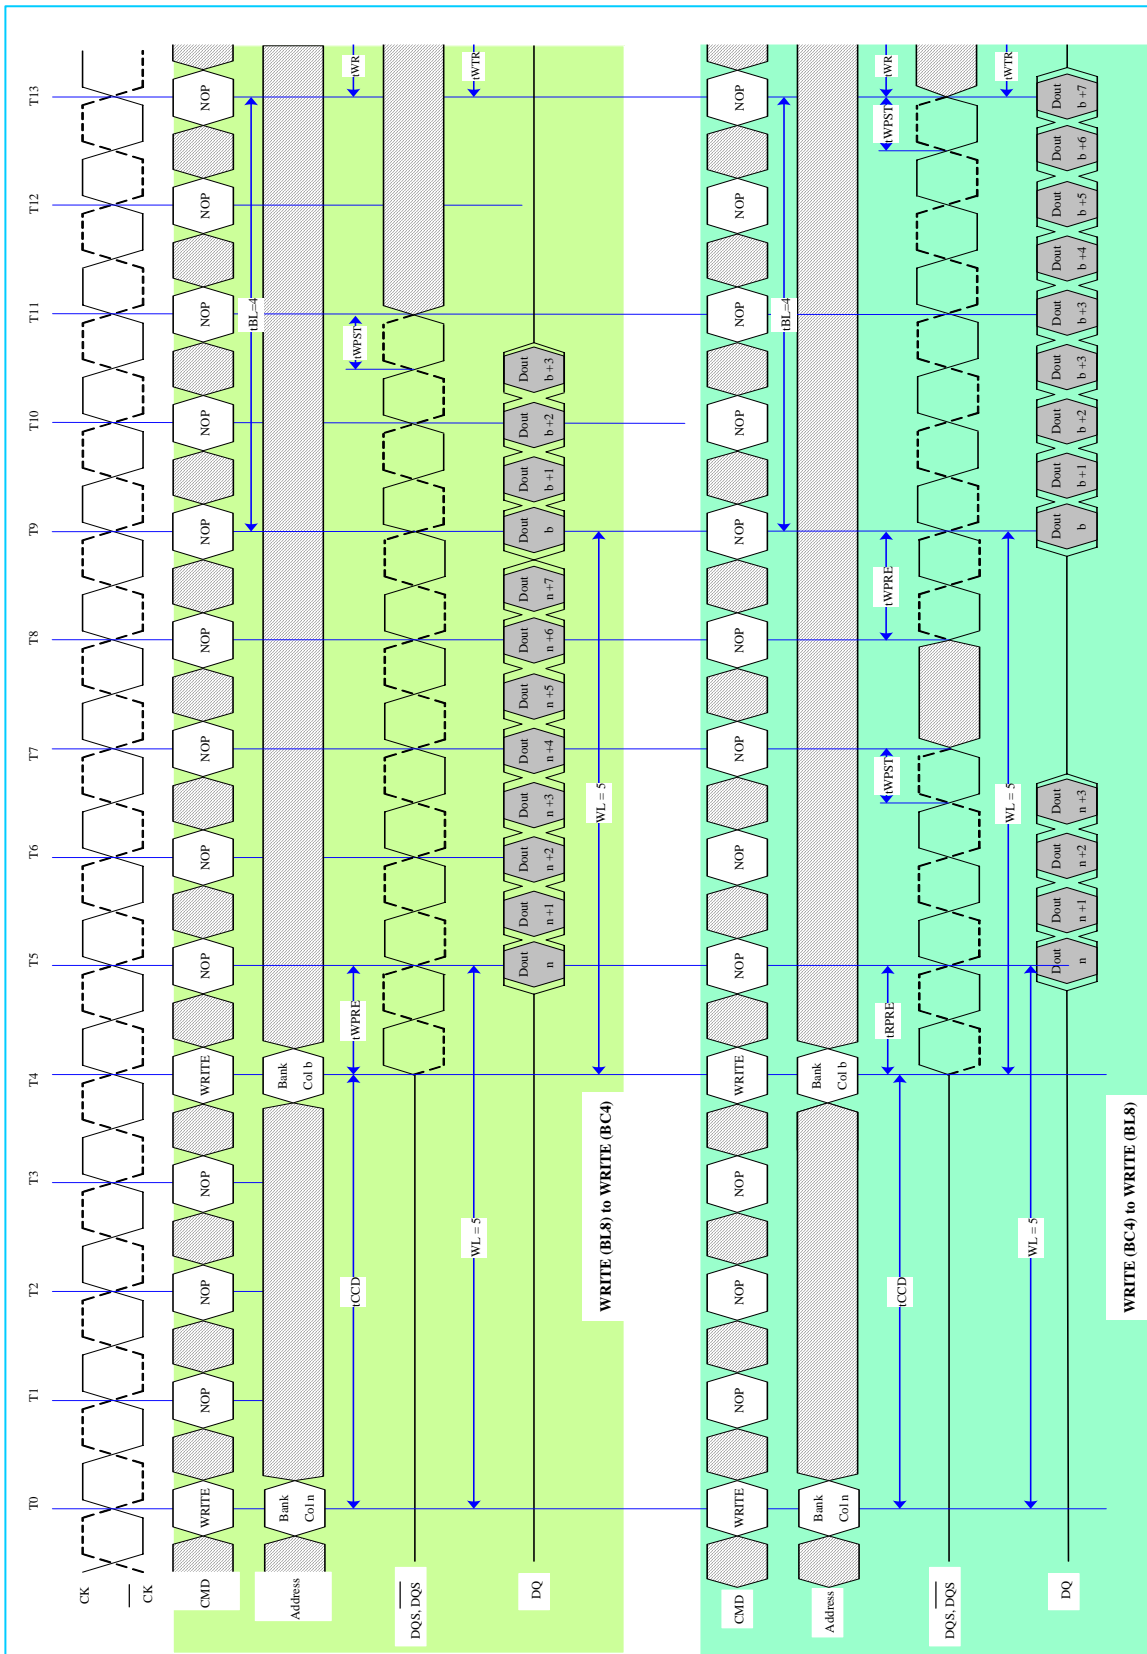 T0 T1 T2 T3 T4 T5 T6 T7 T8 T9 T10 T11 T12 T13
CK
CK
CMD WRITE NOP NOP NOP WRITE NOP NOP NOP NOP NOP NOP NOP NOP NOP
tBL=4
Address
Bank
Col n
Bank
Col b
tCCD tWPRE tWPST tWR
DQS, DQS
WL = 5 tWTR
DQ
Dout
n
Dout
n +1
Dout
n +2
Dout
n +3
Dout
n +4
Dout
n +5
Dout
n +6
Dout
n +7
Dout
b
Dout
b +1
Dout
b +2
Dout
b +3
WL = 5
WRITE (BL8) to WRITE (BC4)
CMD WRITE NOP NOP NOP WRITE NOP NOP NOP NOP NOP NOP NOP NOP NOP
tBL=4
Address
Bank
Col n
Bank
Col b
tCCD tRPRE tWPST tWPRE tWPST tWR
DQS, DQS
WL = 5 tWTR
WL = 5
DQ
Dout
n
Dout
n +1
Dout
n +2
Dout
n +3
Dout
b
Dout
b +1
Dout
b +2
Dout
b +3
Dout
b +3
Dout
b +4
Dout
b +5
Dout
b +6
Dout
b +7
WRITE (BC4) to WRITE (BL8)